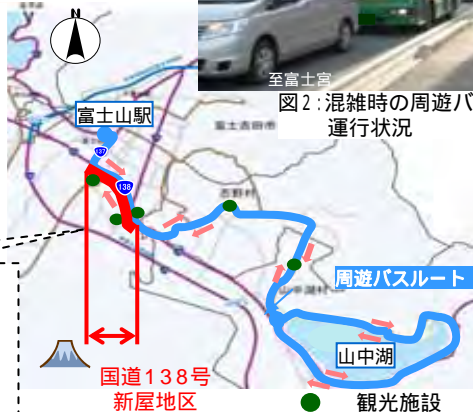 N
至富士宮
図2:混雑時の周遊バ
運行状況
富士山駅
富士吉田市
137
138
忍野村
周遊バスルート
山中湖村
山中湖
国道138号
新屋地区
観光施設